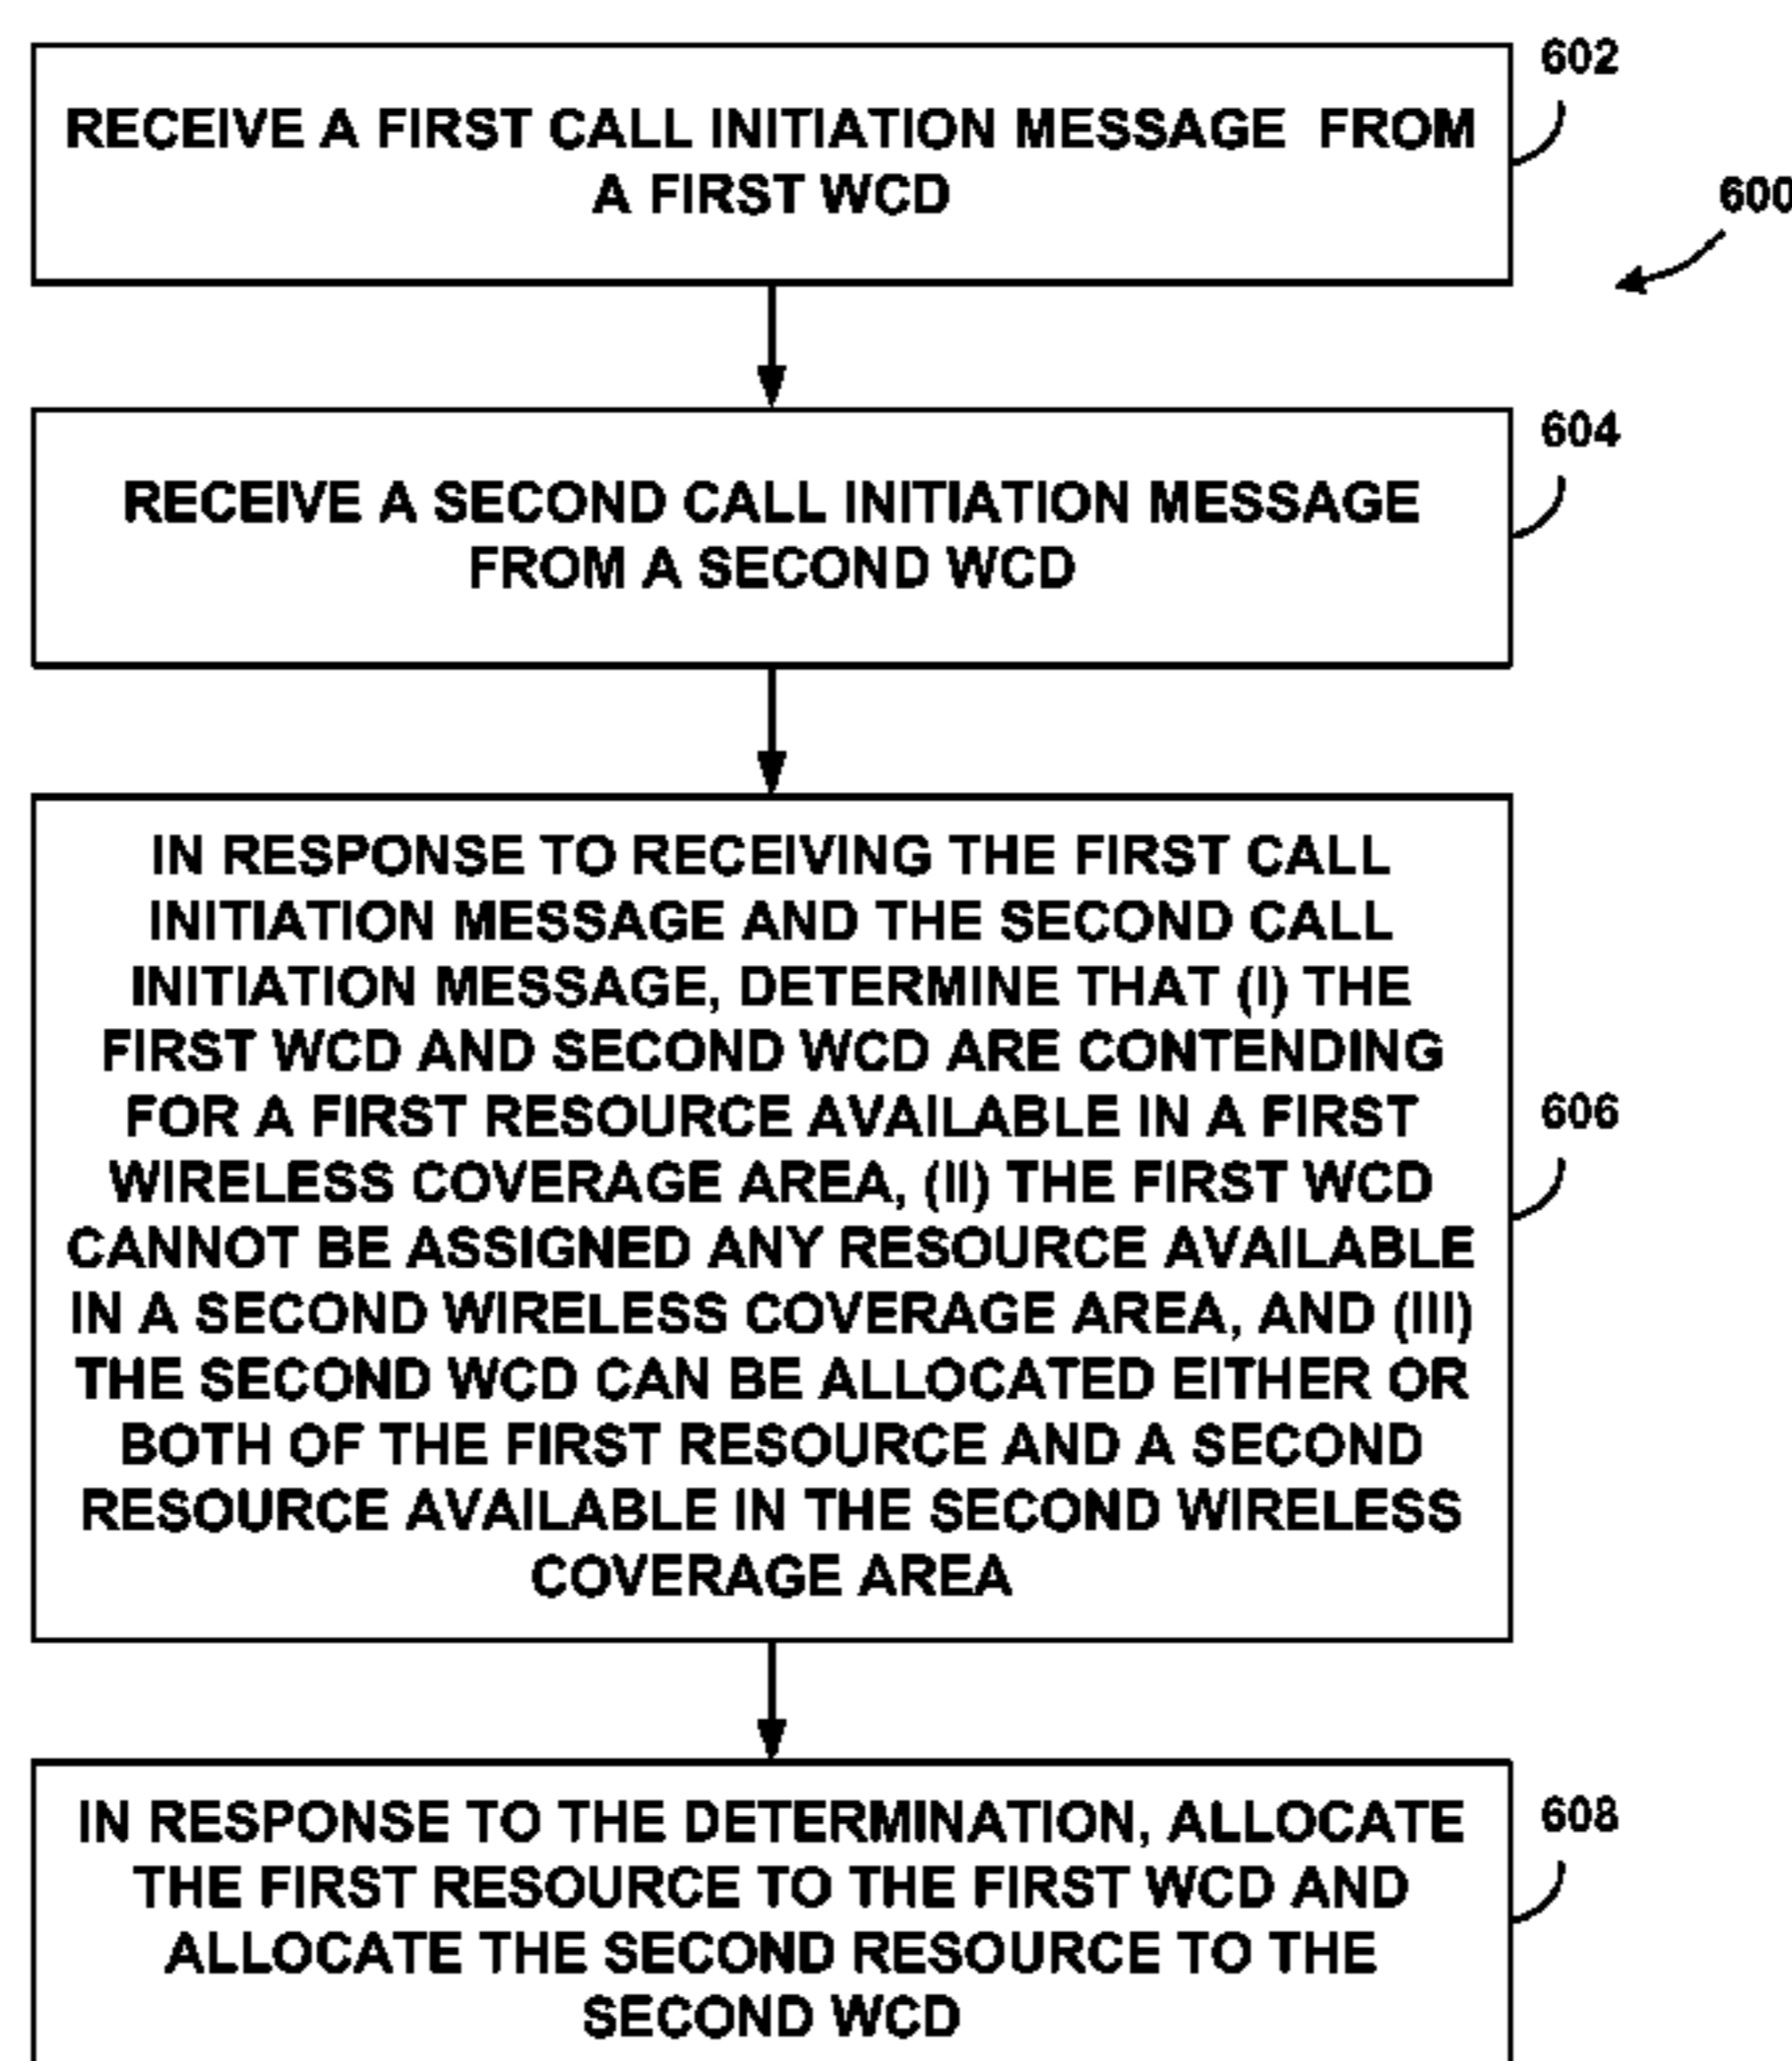 602
RECEIVE A FIRST CALL INITIATION MESSAGE FROM
A FIRST WCD
600
604
RECEIVE A SECOND CALL INITIATION MESSAGE
FROM A SECOND WCD
IN RESPONSE TO RECEIVING THE FIRST CALL
INITIATION MESSAGE AND THE SECOND CALL
INITIATION MESSAGE, DETERMINE THAT (I) THE
FIRST WCD AND SECOND WCD ARE CONTENDING
FOR A FIRST RESOURCE AVAILABLE IN A FIRST
606
WIRELESS COVERAGE AREA, (II) THE FIRST WCD
CANNOT BE ASSIGNED ANY RESOURCE AVAILABLE
IN A SECOND WIRELESS COVERAGE AREA, AND (III)
THE SECOND WCD CAN BE ALLOCATED EITHER OR
BOTH OF THE FIRST RESOURCE AND A SECOND
RESOURCE AVAILABLE IN THE SECOND WIRELESS
COVERAGE AREA
608
IN RESPONSE TO THE DETERMINATION, ALLOCATE
THE FIRST RESOURCE TO THE FIRST WCD AND
ALLOCATE THE SECOND RESOURCE TO THE
SECOND WCD